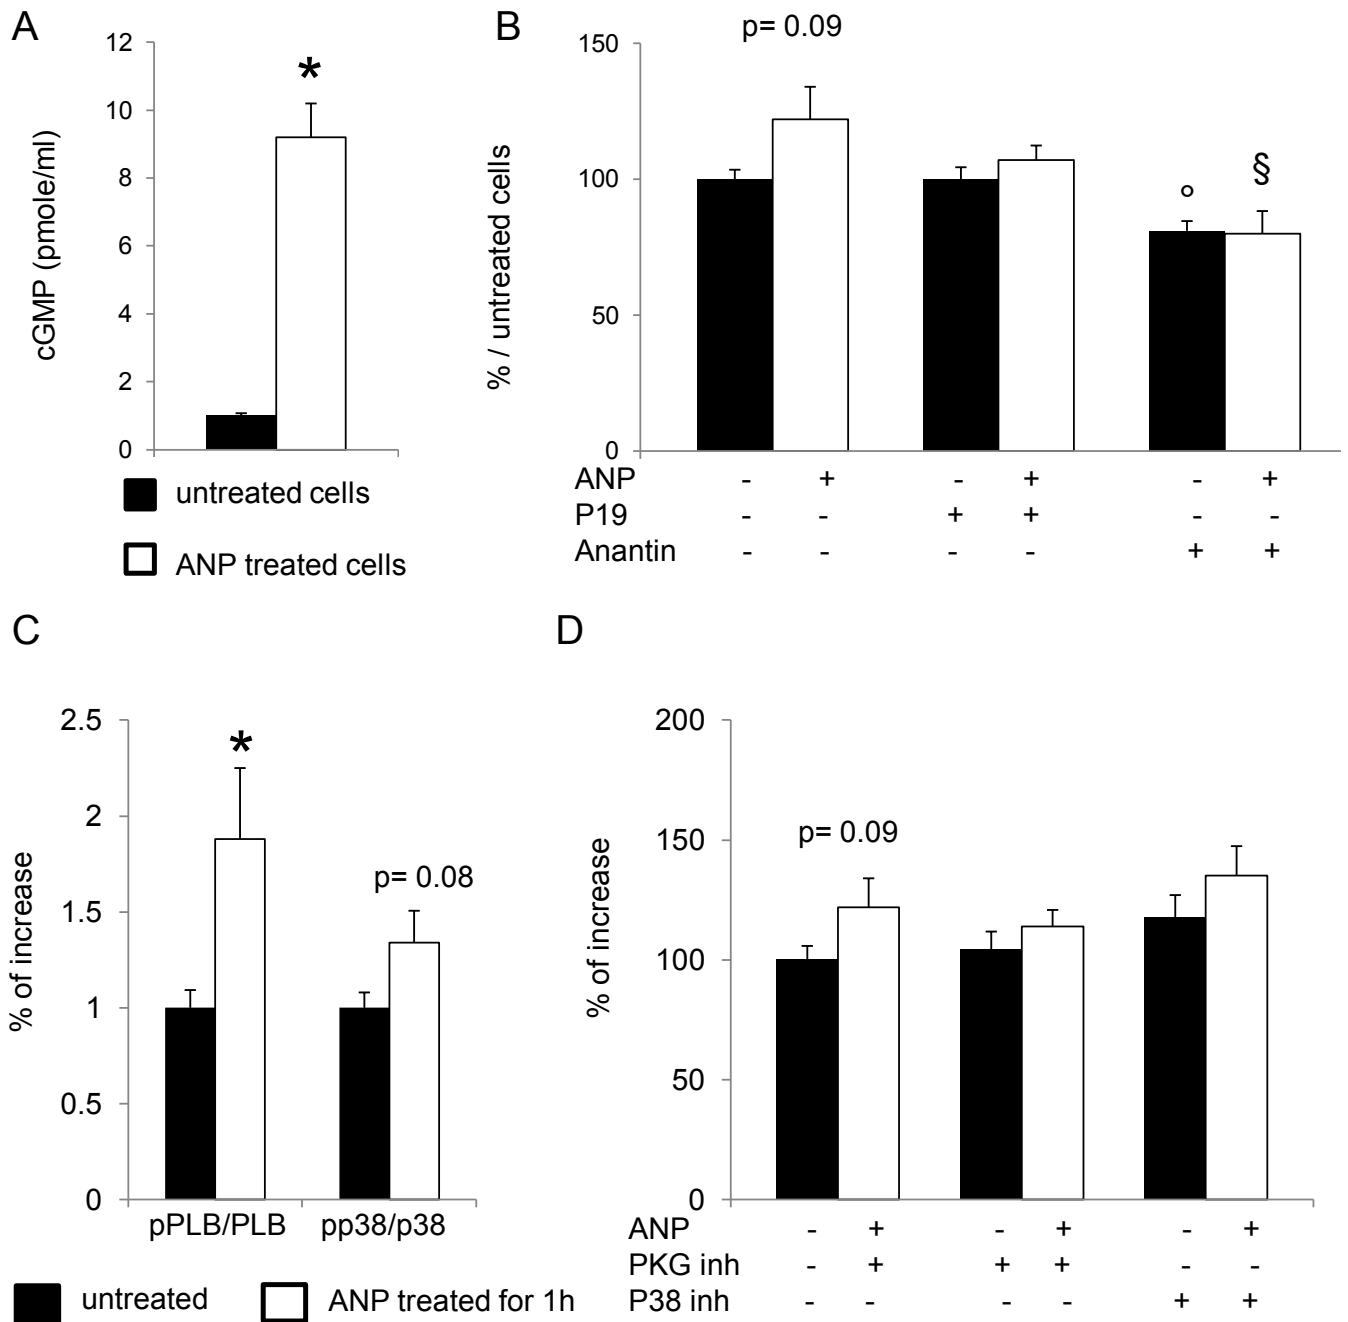 A
12
10
8
6
4
2
0
cGMP (pmole/ml)
*
untreated cells
ANP treated cells
B
p= 0.09
150
100
50
0
% / untreated cells
° §
ANP - + - + - +
P19 - - + + - -
Anantin - - - - + +
C
2.5
2
1.5
1
0.5
0
% of increase
*
p= 0.08
pPLB/PLB pp38/p38
untreated ANP treated for 1h
D
200
150
100
50
0
% of increase
p= 0.09
ANP - + - + - +
PKG inh - + + + - -
P38 inh - - - - + +